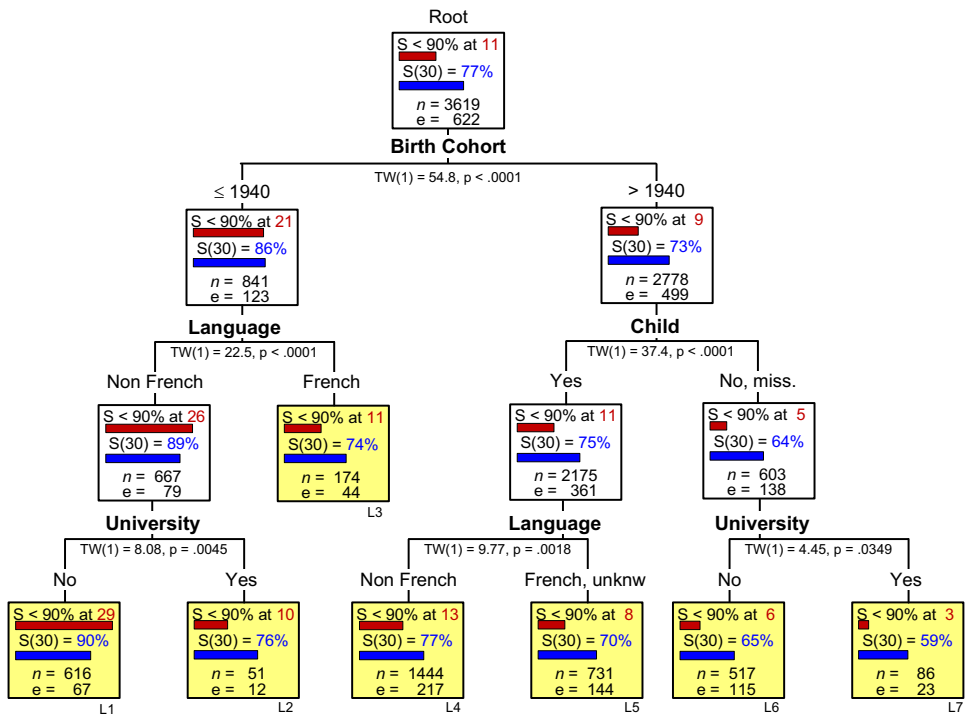 Root
S < 90% at 11
S(30) = 77%
n = 3619
e = 622
Birth Cohort
TW(1) = 54.8, p < .0001
≤ 1940
S < 90% at 21
S(30) = 86%
n = 841
e = 123
Language
TW(1) = 22.5, p < .0001
> 1940
S < 90% at 9
S(30) = 73%
n = 2778
e = 499
Child
TW(1) = 37.4, p < .0001
Non French
S < 90% at 26
S(30) = 89%
n = 667
e = 79
University
TW(1) = 8.08, p = .0045
French
S < 90% at 11
S(30) = 74%
n = 174
e = 44
L3
Yes
S < 90% at 11
S(30) = 75%
n = 2175
e = 361
Language
TW(1) = 9.77, p = .0018
No, miss.
S < 90% at 5
S(30) = 64%
n = 603
e = 138
University
TW(1) = 4.45, p = .0349
No
S < 90% at 29
S(30) = 90%
n = 616
e = 67
L1
Yes
S < 90% at 10
S(30) = 76%
n = 51
e = 12
L2
Non French
S < 90% at 13
S(30) = 77%
n = 1444
e = 217
L4
French, unknw
S < 90% at 8
S(30) = 70%
n = 731
e = 144
L5
No
S < 90% at 6
S(30) = 65%
n = 517
e = 115
L6
Yes
S < 90% at 3
S(30) = 59%
n = 86
e = 23
L7